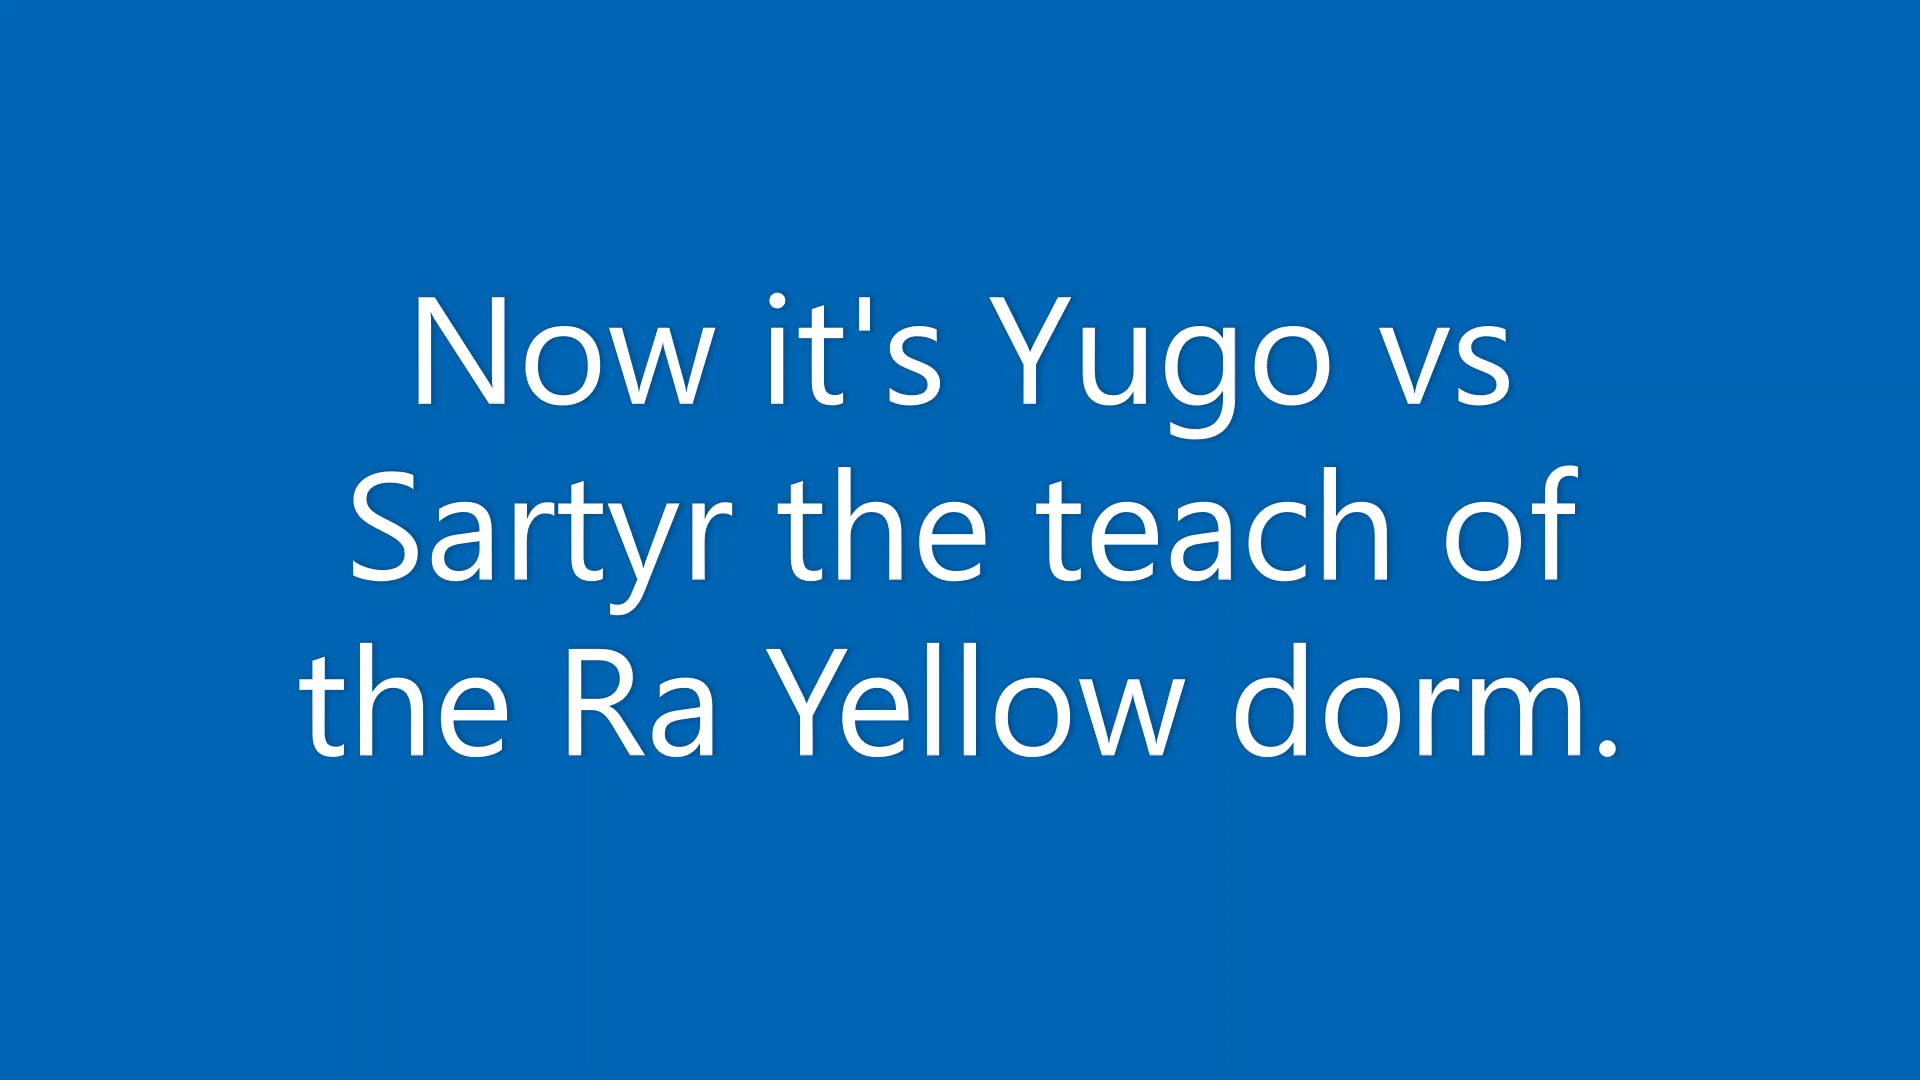 Now it's Yugo vs
Sartyr the teach of
the Ra Yellow dorm.